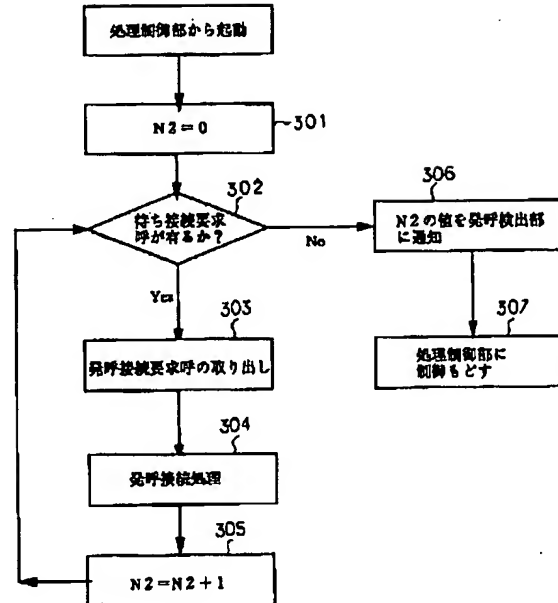 処理制御部から起動
N2=0
301
302
待ち接続要求
呼が有るか?
No
Yes
303
発呼接続要求呼の取り出し
304
発呼接続処理
305
N2=N2+1
306
N2の値を発呼検出部
に通知
307
処理制御部に
制御もどす